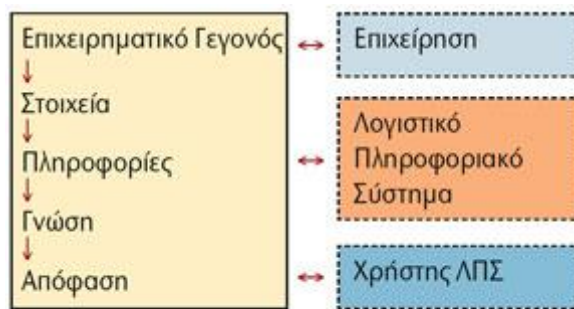 Επιχειρηματικό Γεγονός
Στοιχεία
Πληροφορίες
Γνώση
Απόφαση
Επιχείρηση
Λογιστικό
Πληροφοριακό
Σύστημα
Χρήστης ΛΠΣ